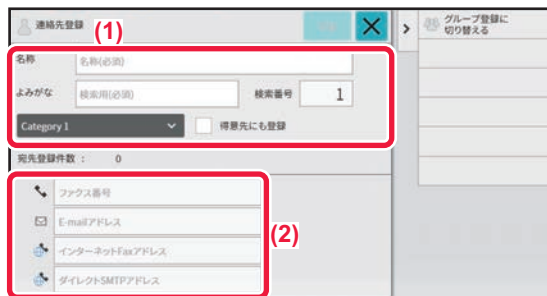 連絡先登録
(1)
グループ登録に
切り替える
名称
名称(必須)
よみがな
検索用(必須)
検索番号
1
Category 1
得意先にも登録
宛先登録件数 : 0
ファクス番号
E-mailアドレス
(2)
インターネットFaxアドレス
ダイレクトSMTPアドレス